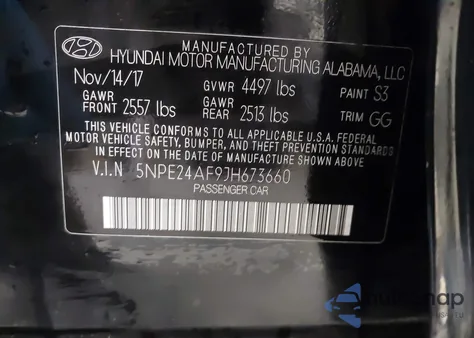 MANUFACTURED BY
HYUNDAI MOTOR MANUFACTURING ALABAMA, LLC
Nov/14/17 GVWR 4497 lbs PAINT S3
GAWR FRONT 2557 lbs GAWR REAR 2513 lbs TRIM GG
THIS VEHICLE CONFORMS TO ALL APPLICABLE U.S.A. FEDERAL
MOTOR VEHICLE SAFETY, BUMPER, AND THEFT PREVENTION STANDARDS
IN EFFECT ON THE DATE OF MANUFACTURE SHOWN ABOVE.
V.I.N 5NPE24AF9JH673660
PASSENGER CAR